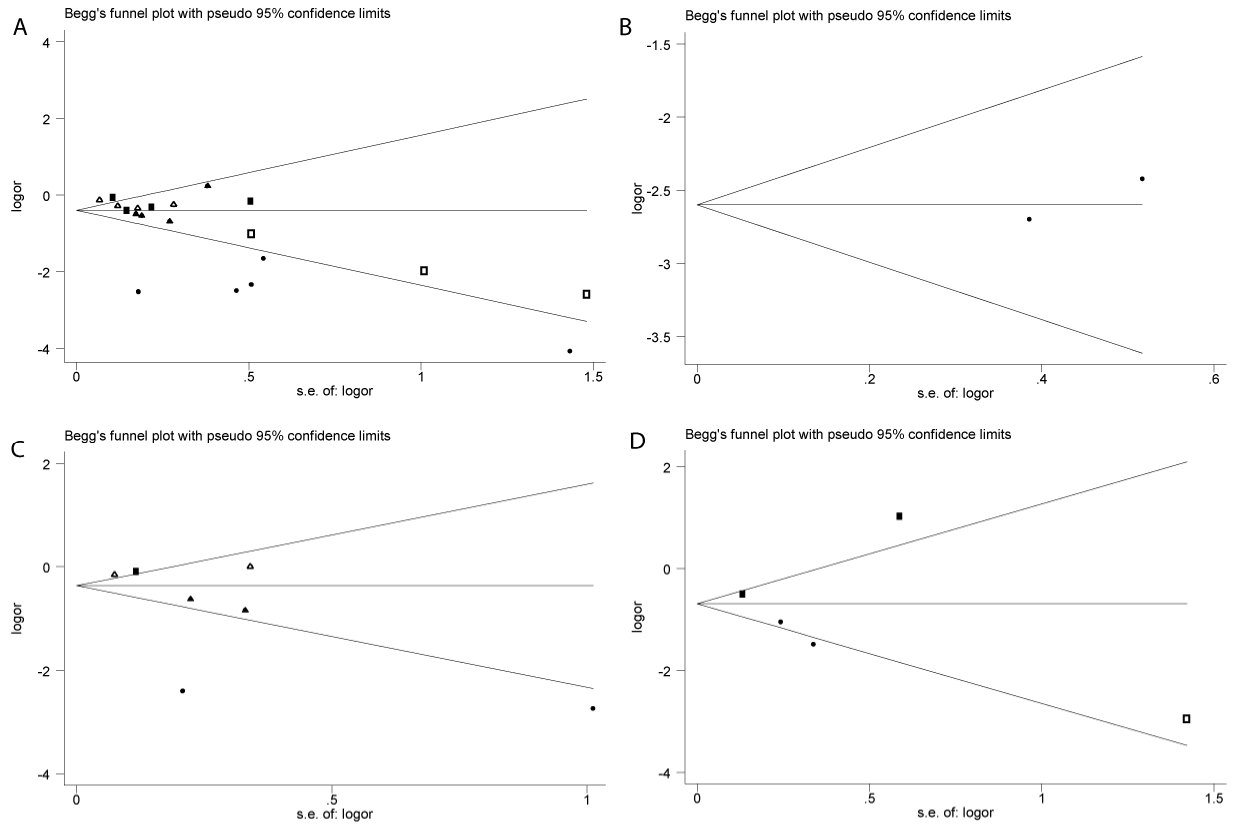 A
Begg's funnel plot with pseudo 95% confidence limits
4
2
0
-2
-4
logor
0
.5
1
1.5
s.e. of: logor
B
Begg's funnel plot with pseudo 95% confidence limits
-1.5
-2
-2.5
-3
-3.5
logor
0
.2
.4
.6
s.e. of: logor
C
Begg's funnel plot with pseudo 95% confidence limits
2
0
-2
-4
logor
0
.5
1
s.e. of: logor
D
Begg's funnel plot with pseudo 95% confidence limits
2
0
-2
-4
logor
0
.5
1
1.5
s.e. of: logor